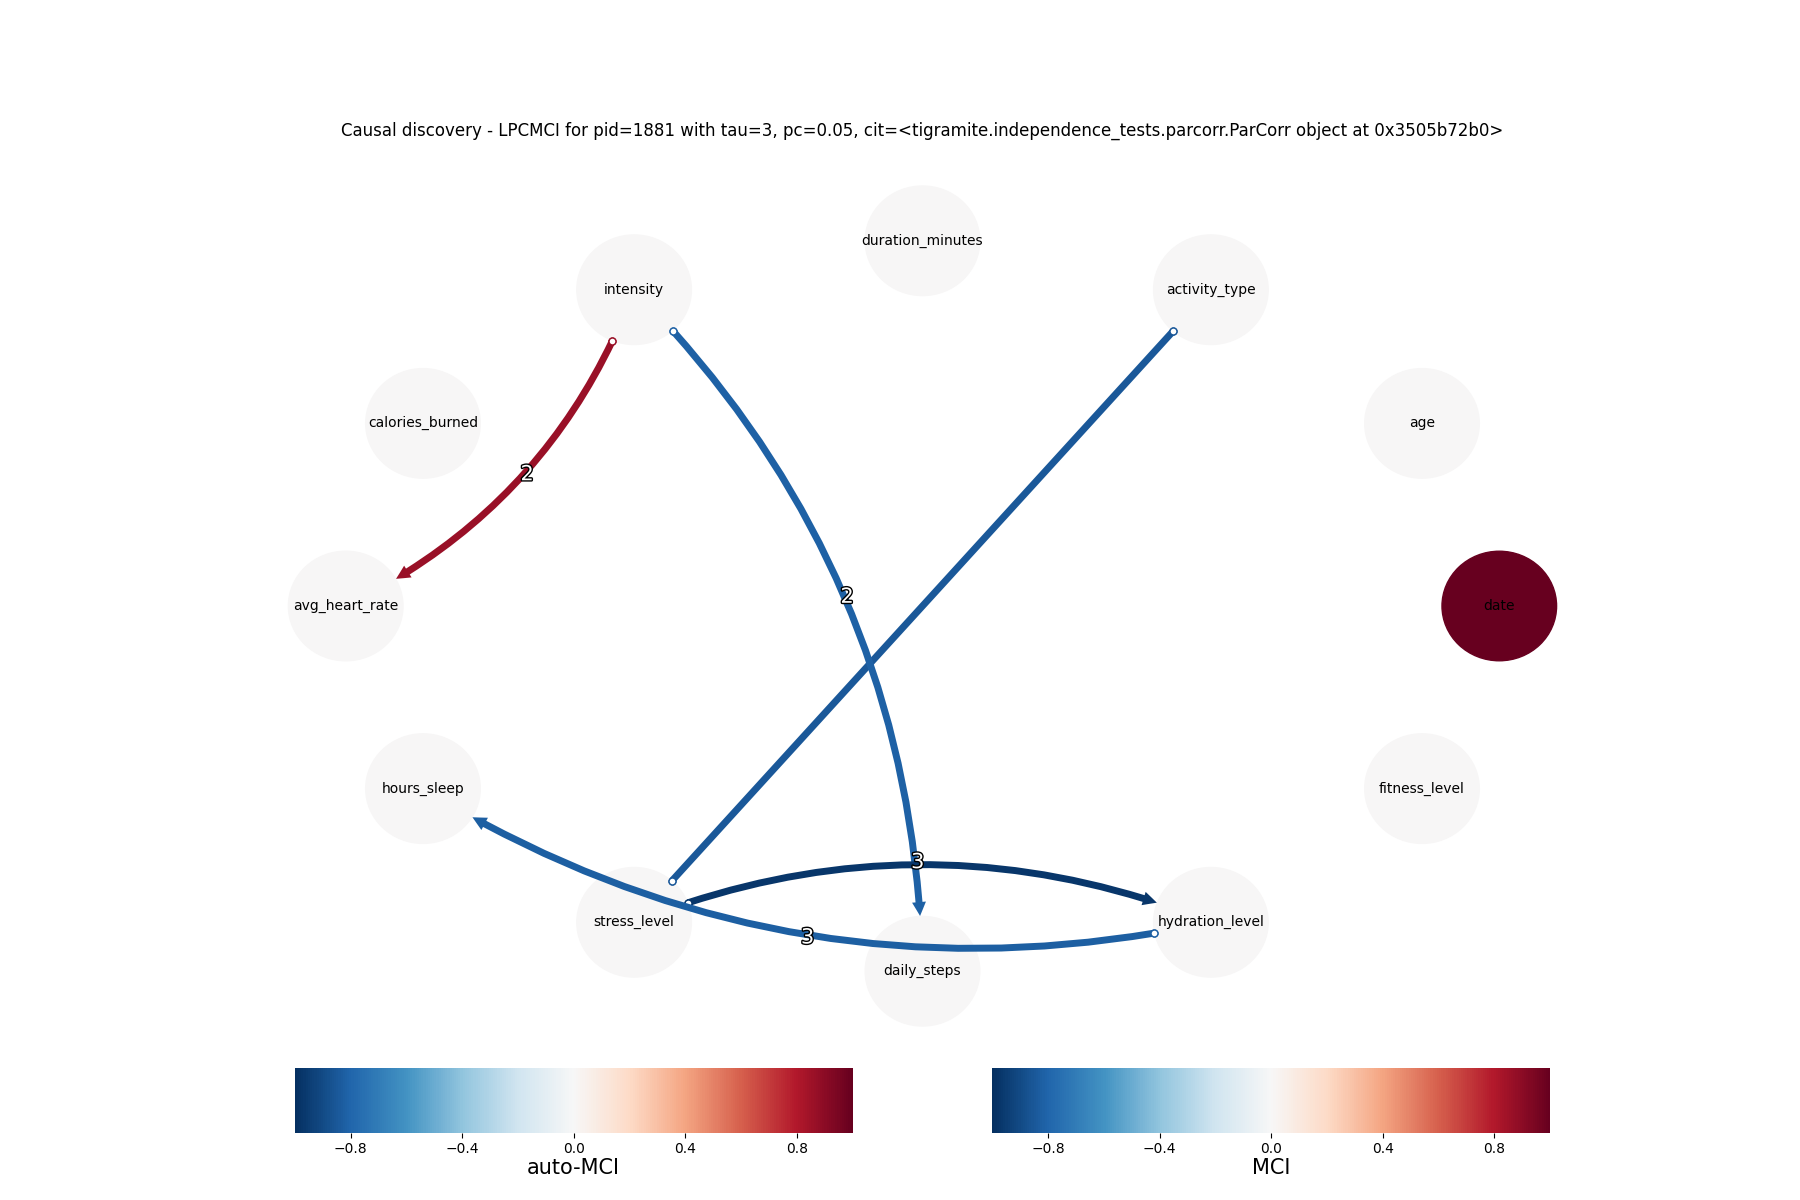 Causal discovery - LPCMCI for pid=1881 with tau=3, pc=0.05, cit=<tigramite.independence_tests.parcorr.ParCorr object at 0x3505b72b0>
duration_minutes
intensity
activity_type
calories_burned
age
2
2
avg_heart_rate
date
hours_sleep
fitness_level
3
stress_level
hydration_level
3
daily_steps
−0.8 −0.4 0.0 0.4 0.8
auto-MCI
−0.8 −0.4 0.0 0.4 0.8
MCI